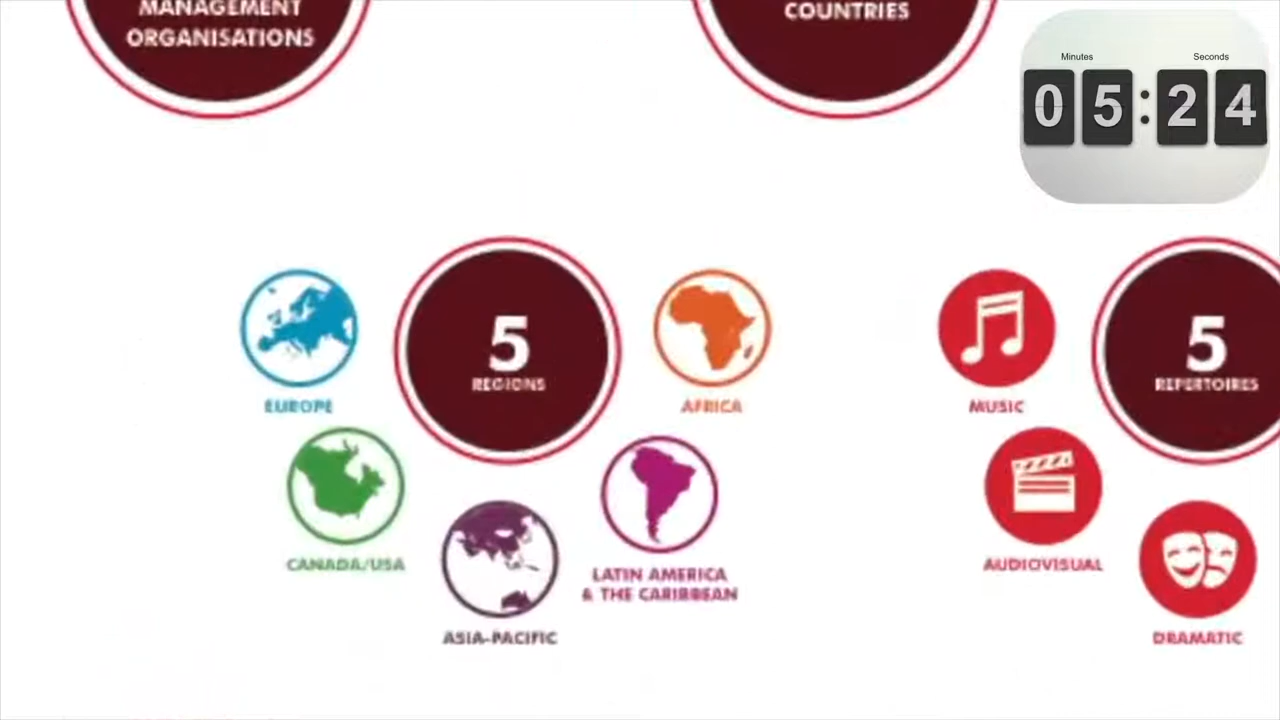 MANAGEMENT
ORGANISATIONS
COUNTRIES
Minutes
Seconds
05:24
5
REGIONS
EUROPE
AFRICA
CANADA/USA
ASIA-PACIFIC
LATIN AMERICA
& THE CARIBBEAN
5
REPERTOIRES
MUSIC
AUDIOVISUAL
DRAMATIC